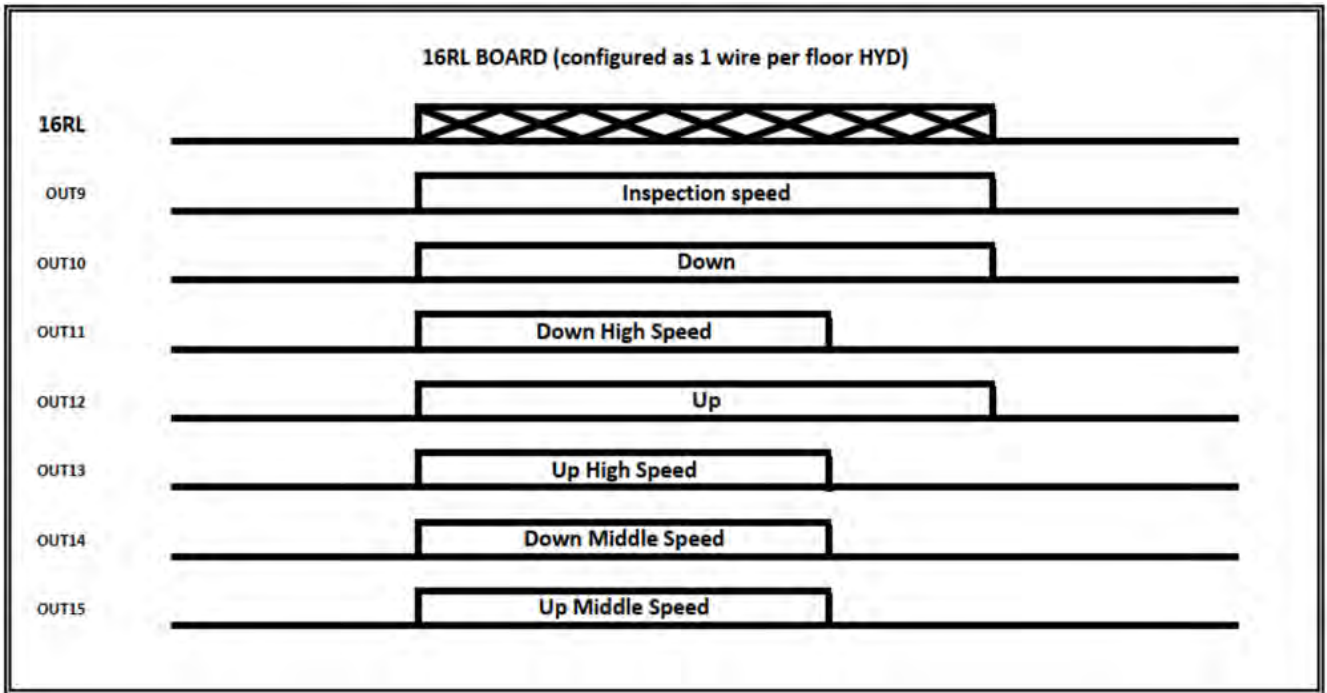 16RL BOARD (configured as 1 wire per floor HYD)
16RL
OUT9 Inspection speed
OUT10 Down
OUT11 Down High Speed
OUT12 Up
OUT13 Up High Speed
OUT14 Down Middle Speed
OUT15 Up Middle Speed